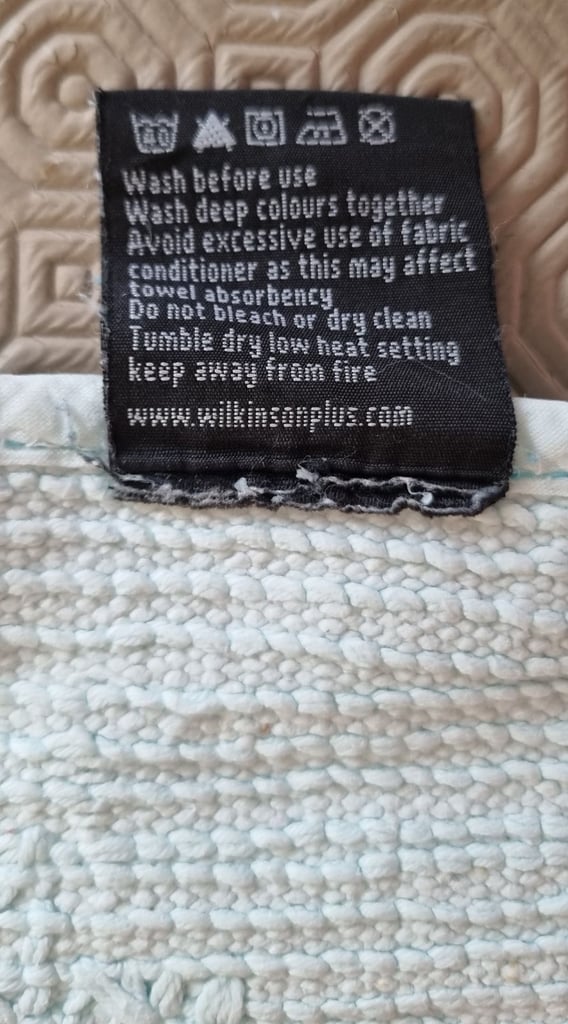 40
Wash before use
Wash deep colours together
Avoid excessive use of fabric
conditioner as this may affect
towel absorbency
Do not bleach or dry clean
Tumble dry low heat setting
keep away from fire
www.wilkinsonplus.com